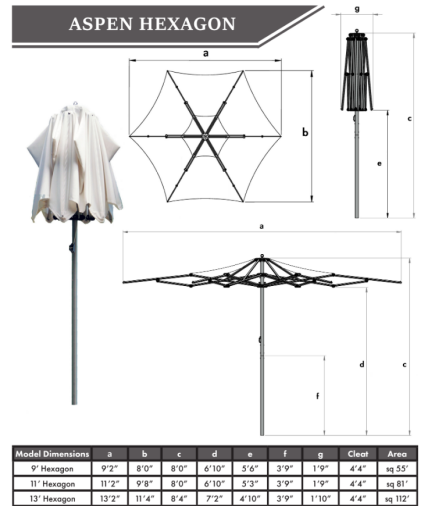 ASPEN HEXAGON
g
a
b
c
e
a
d
c
f
Model Dimensions a b c d e f g Cleat Area
9' Hexagon 9'2" 8'0" 8'0" 6'10" 5'6" 3'9" 1'9" 4'4" sq 55'
11' Hexagon 11'2" 9'8" 8'0" 6'10" 5'3" 3'9" 1'9" 4'4" sq 81'
13' Hexagon 13'2" 11'4" 8'4" 7'2" 4'10" 3'9" 1'10" 4'4" sq 112'